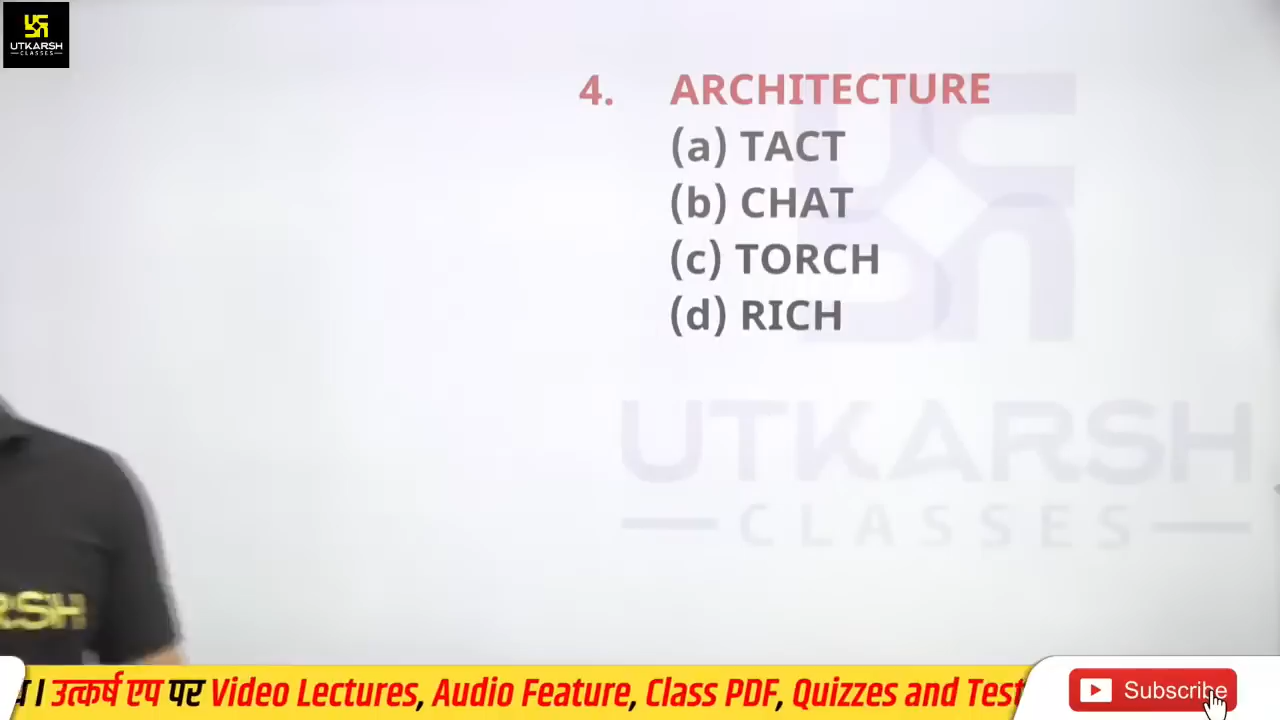 UTKARSH
CLASSES
4. ARCHITECTURE
(a) TACT
(b) CHAT
(c) TORCH
(d) RICH
UTKARSH
CLASSES
RSH
। उत्कर्ष एप पर Video Lectures, Audio Feature, Class PDF, Quizzes and Test
Subscribe